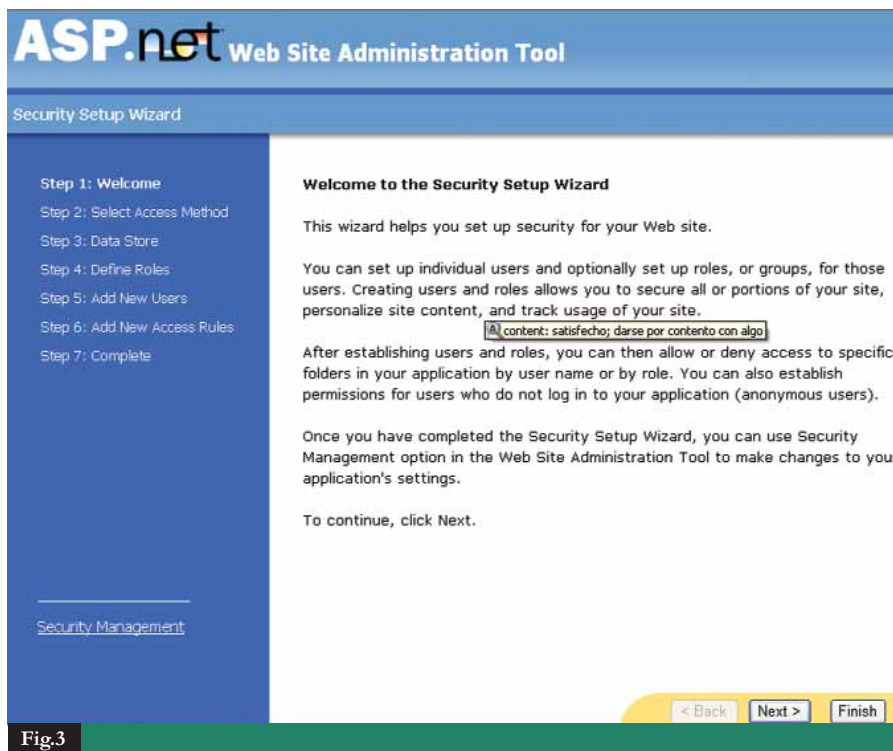 ASP.net Web Site Administration Tool
Security Setup Wizard
Step 1: Welcome
Step 2: Select Access Method
Step 3: Data Store
Step 4: Define Roles
Step 5: Add New Users
Step 6: Add New Access Rules
Step 7: Complete
Security Management
Welcome to the Security Setup Wizard
This wizard helps you set up security for your Web site.
You can set up individual users and optionally set up roles, or groups, for those
users. Creating users and roles allows you to secure all or portions of your site,
personalize site content, and track usage of your site.
content: satisfecho; darse por contento con algo
After establishing users and roles, you can then allow or deny access to specific
folders in your application by user name or by role. You can also establish
permissions for users who do not log in to your application (anonymous users).
Once you have completed the Security Setup Wizard, you can use Security
Management option in the Web Site Administration Tool to make changes to you
application's settings.
To continue, click Next.
< Back
Next >
Finish
Fig.3